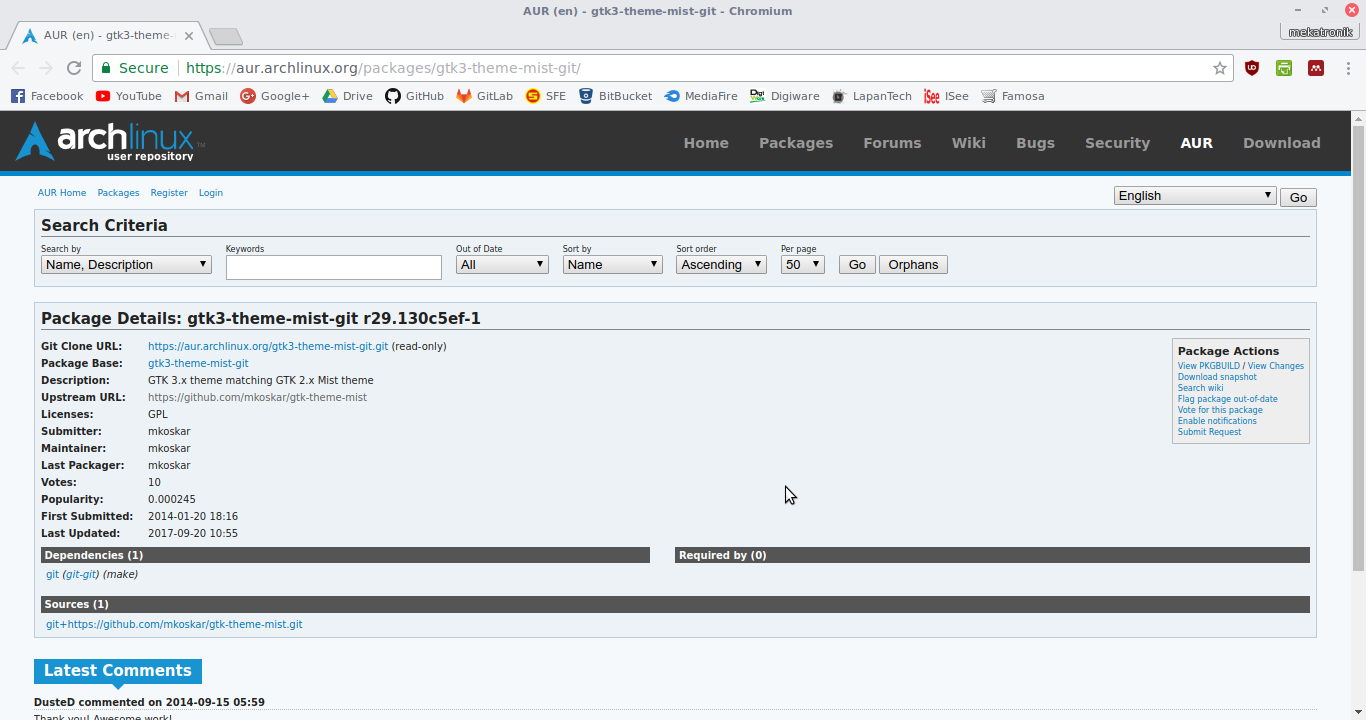 AUR (en) - gtk3-theme-mist-git - Chromium
AUR (en) - gtk3-theme-
mekatronik
Secure https://aur.archlinux.org/packages/gtk3-theme-mist-git/
Facebook YouTube Gmail Google+ Drive GitHub GitLab SFE BitBucket MediaFire Digiware LapanTech ISee Famosa
archlinux™
user repository
Home Packages Forums Wiki Bugs Security AUR Download
AUR Home Packages Register Login
English Go
Search Criteria
Search by Keywords Out of Date Sort by Sort order Per page
Name, Description All Name Ascending 50 Go Orphans
Package Details: gtk3-theme-mist-git r29.130c5ef-1
Git Clone URL: https://aur.archlinux.org/gtk3-theme-mist-git.git (read-only)
Package Base: gtk3-theme-mist-git
Description: GTK 3.x theme matching GTK 2.x Mist theme
Upstream URL: https://github.com/mkoskar/gtk-theme-mist
Licenses: GPL
Submitter: mkoskar
Maintainer: mkoskar
Last Packager: mkoskar
Votes: 10
Popularity: 0.000245
First Submitted: 2014-01-20 18:16
Last Updated: 2017-09-20 10:55
Package Actions
View PKGBUILD / View Changes
Download snapshot
Search wiki
Flag package out-of-date
Vote for this package
Enable notifications
Submit Request
Dependencies (1)
git (git-git) (make)
Required by (0)
Sources (1)
git+https://github.com/mkoskar/gtk-theme-mist.git
Latest Comments
DusteD commented on 2014-09-15 05:59
Thank you! Awesome work!